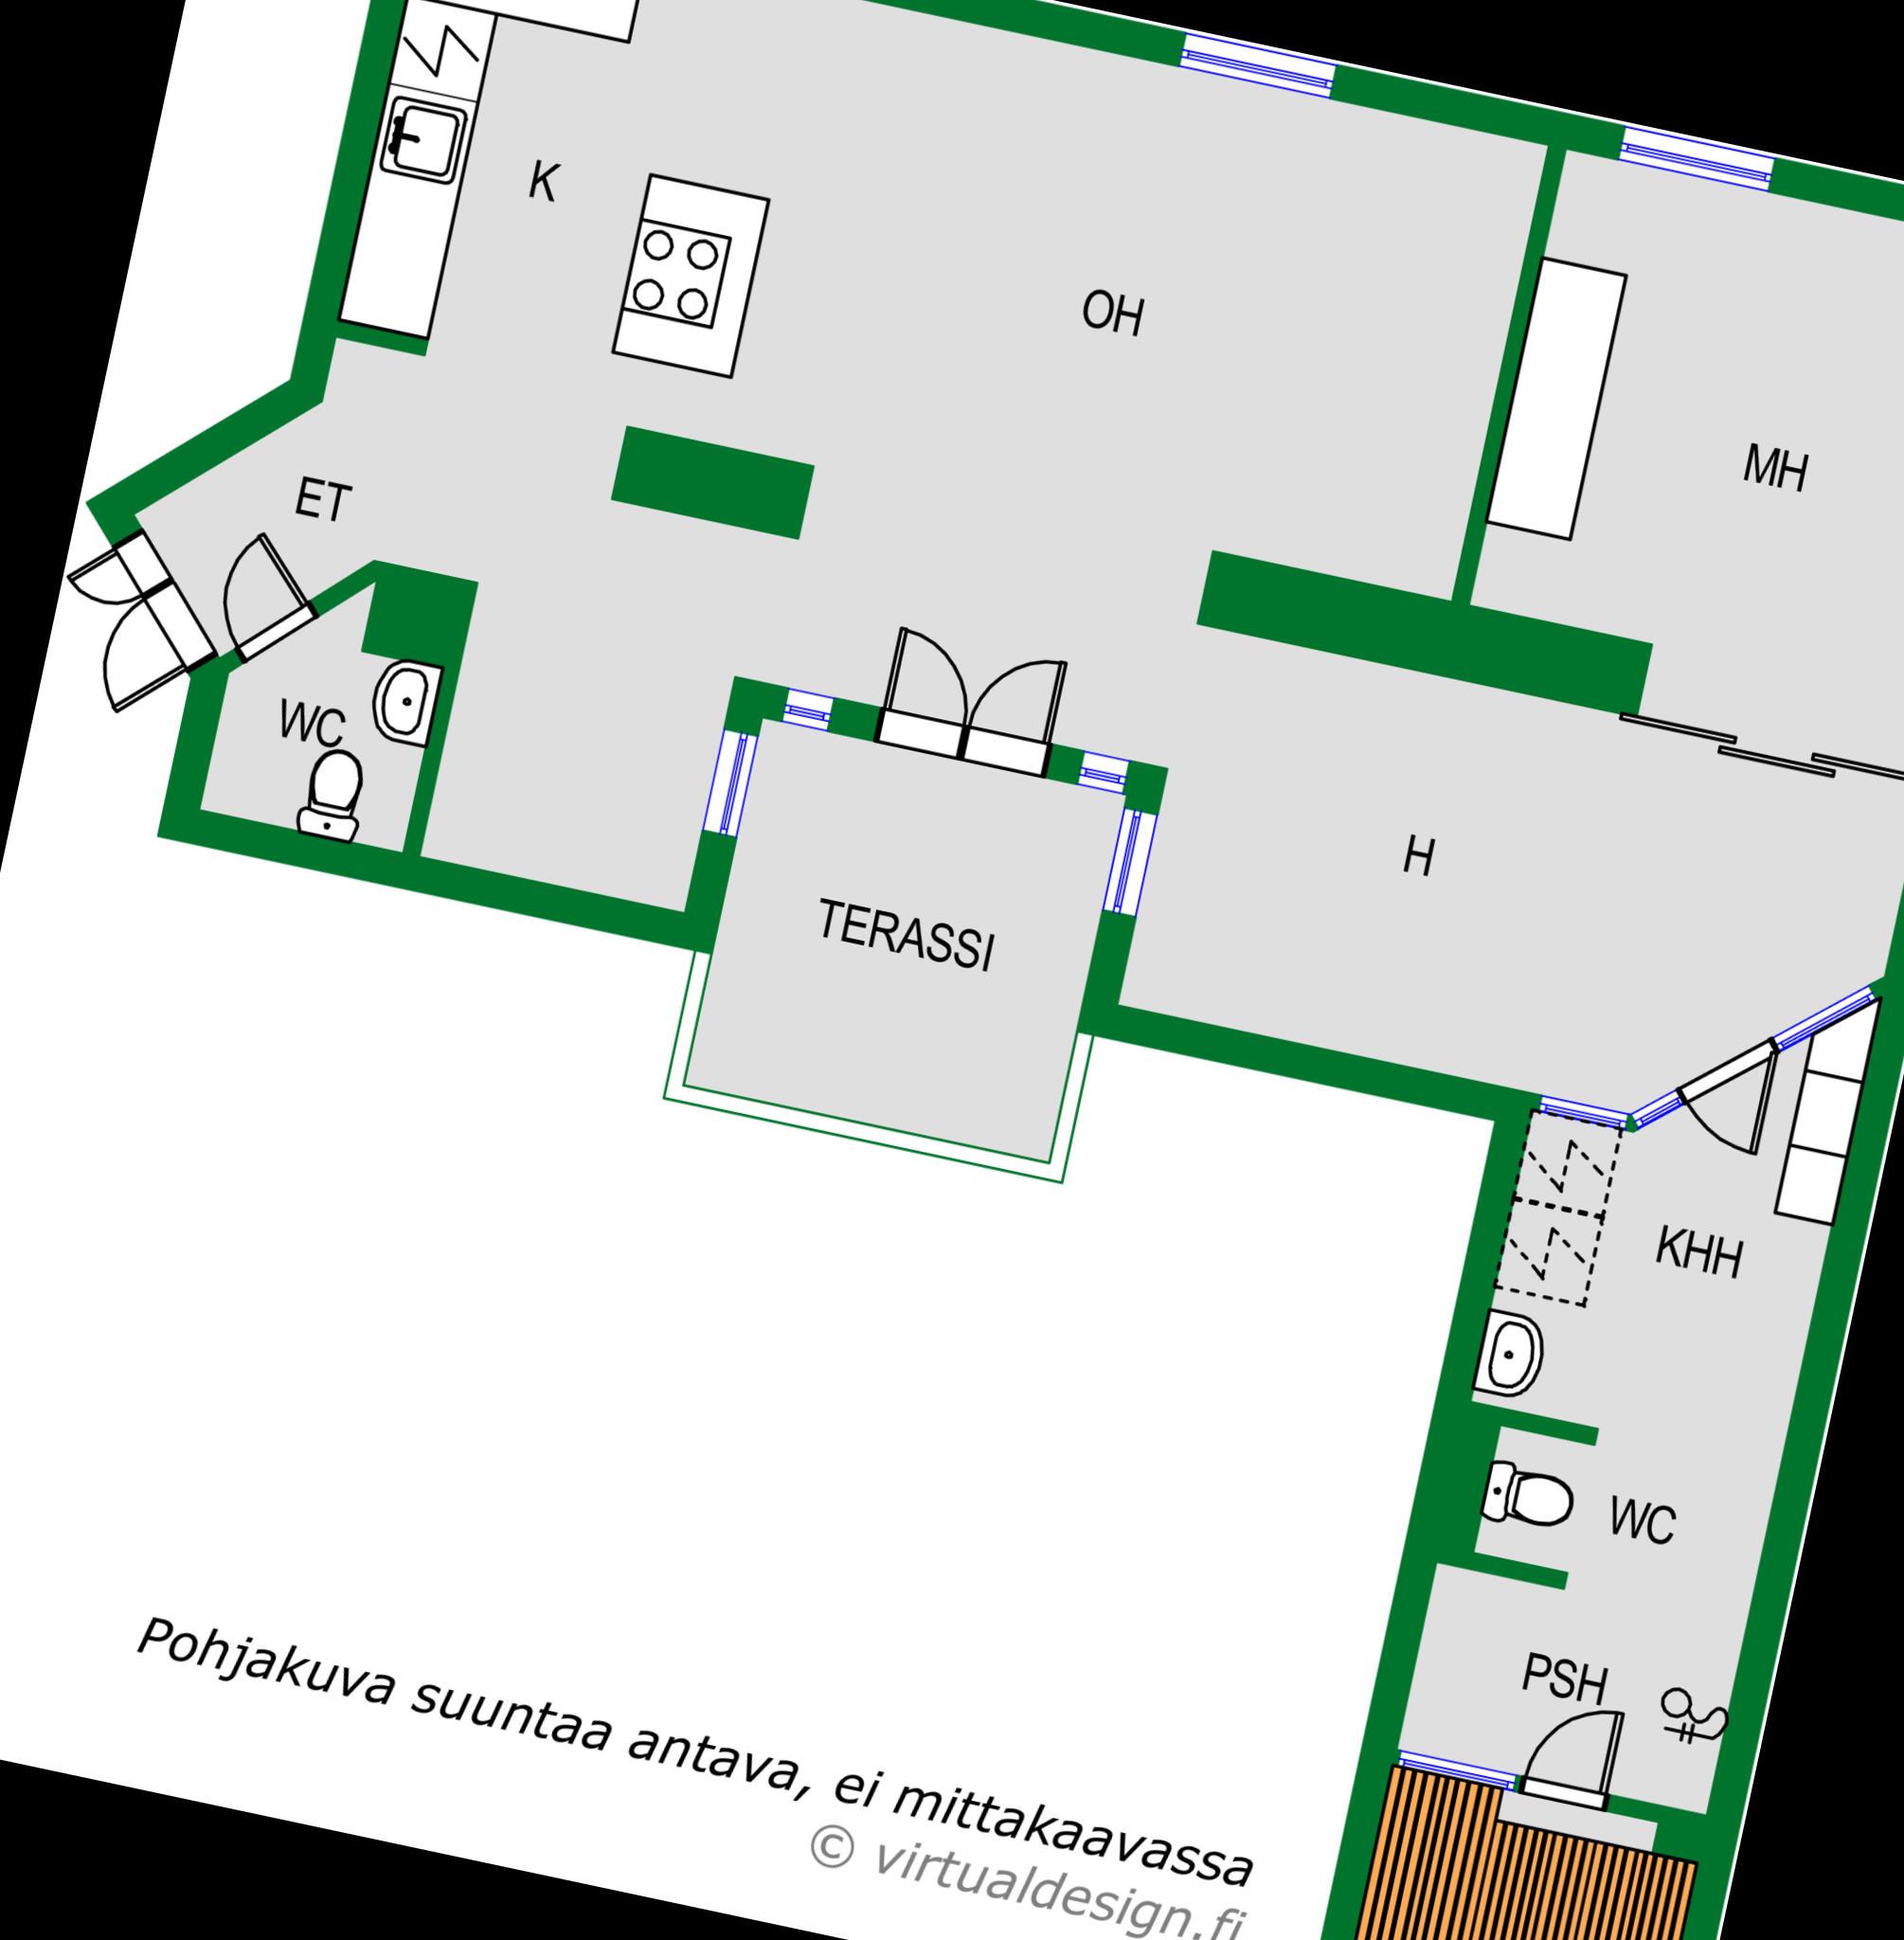 K
OH
MH
ET
WC
TERASSI
H
KHH
WC
PSH
Pohjakuva suuntaa antava, ei mittakaavassa
© virtualdesign.fi